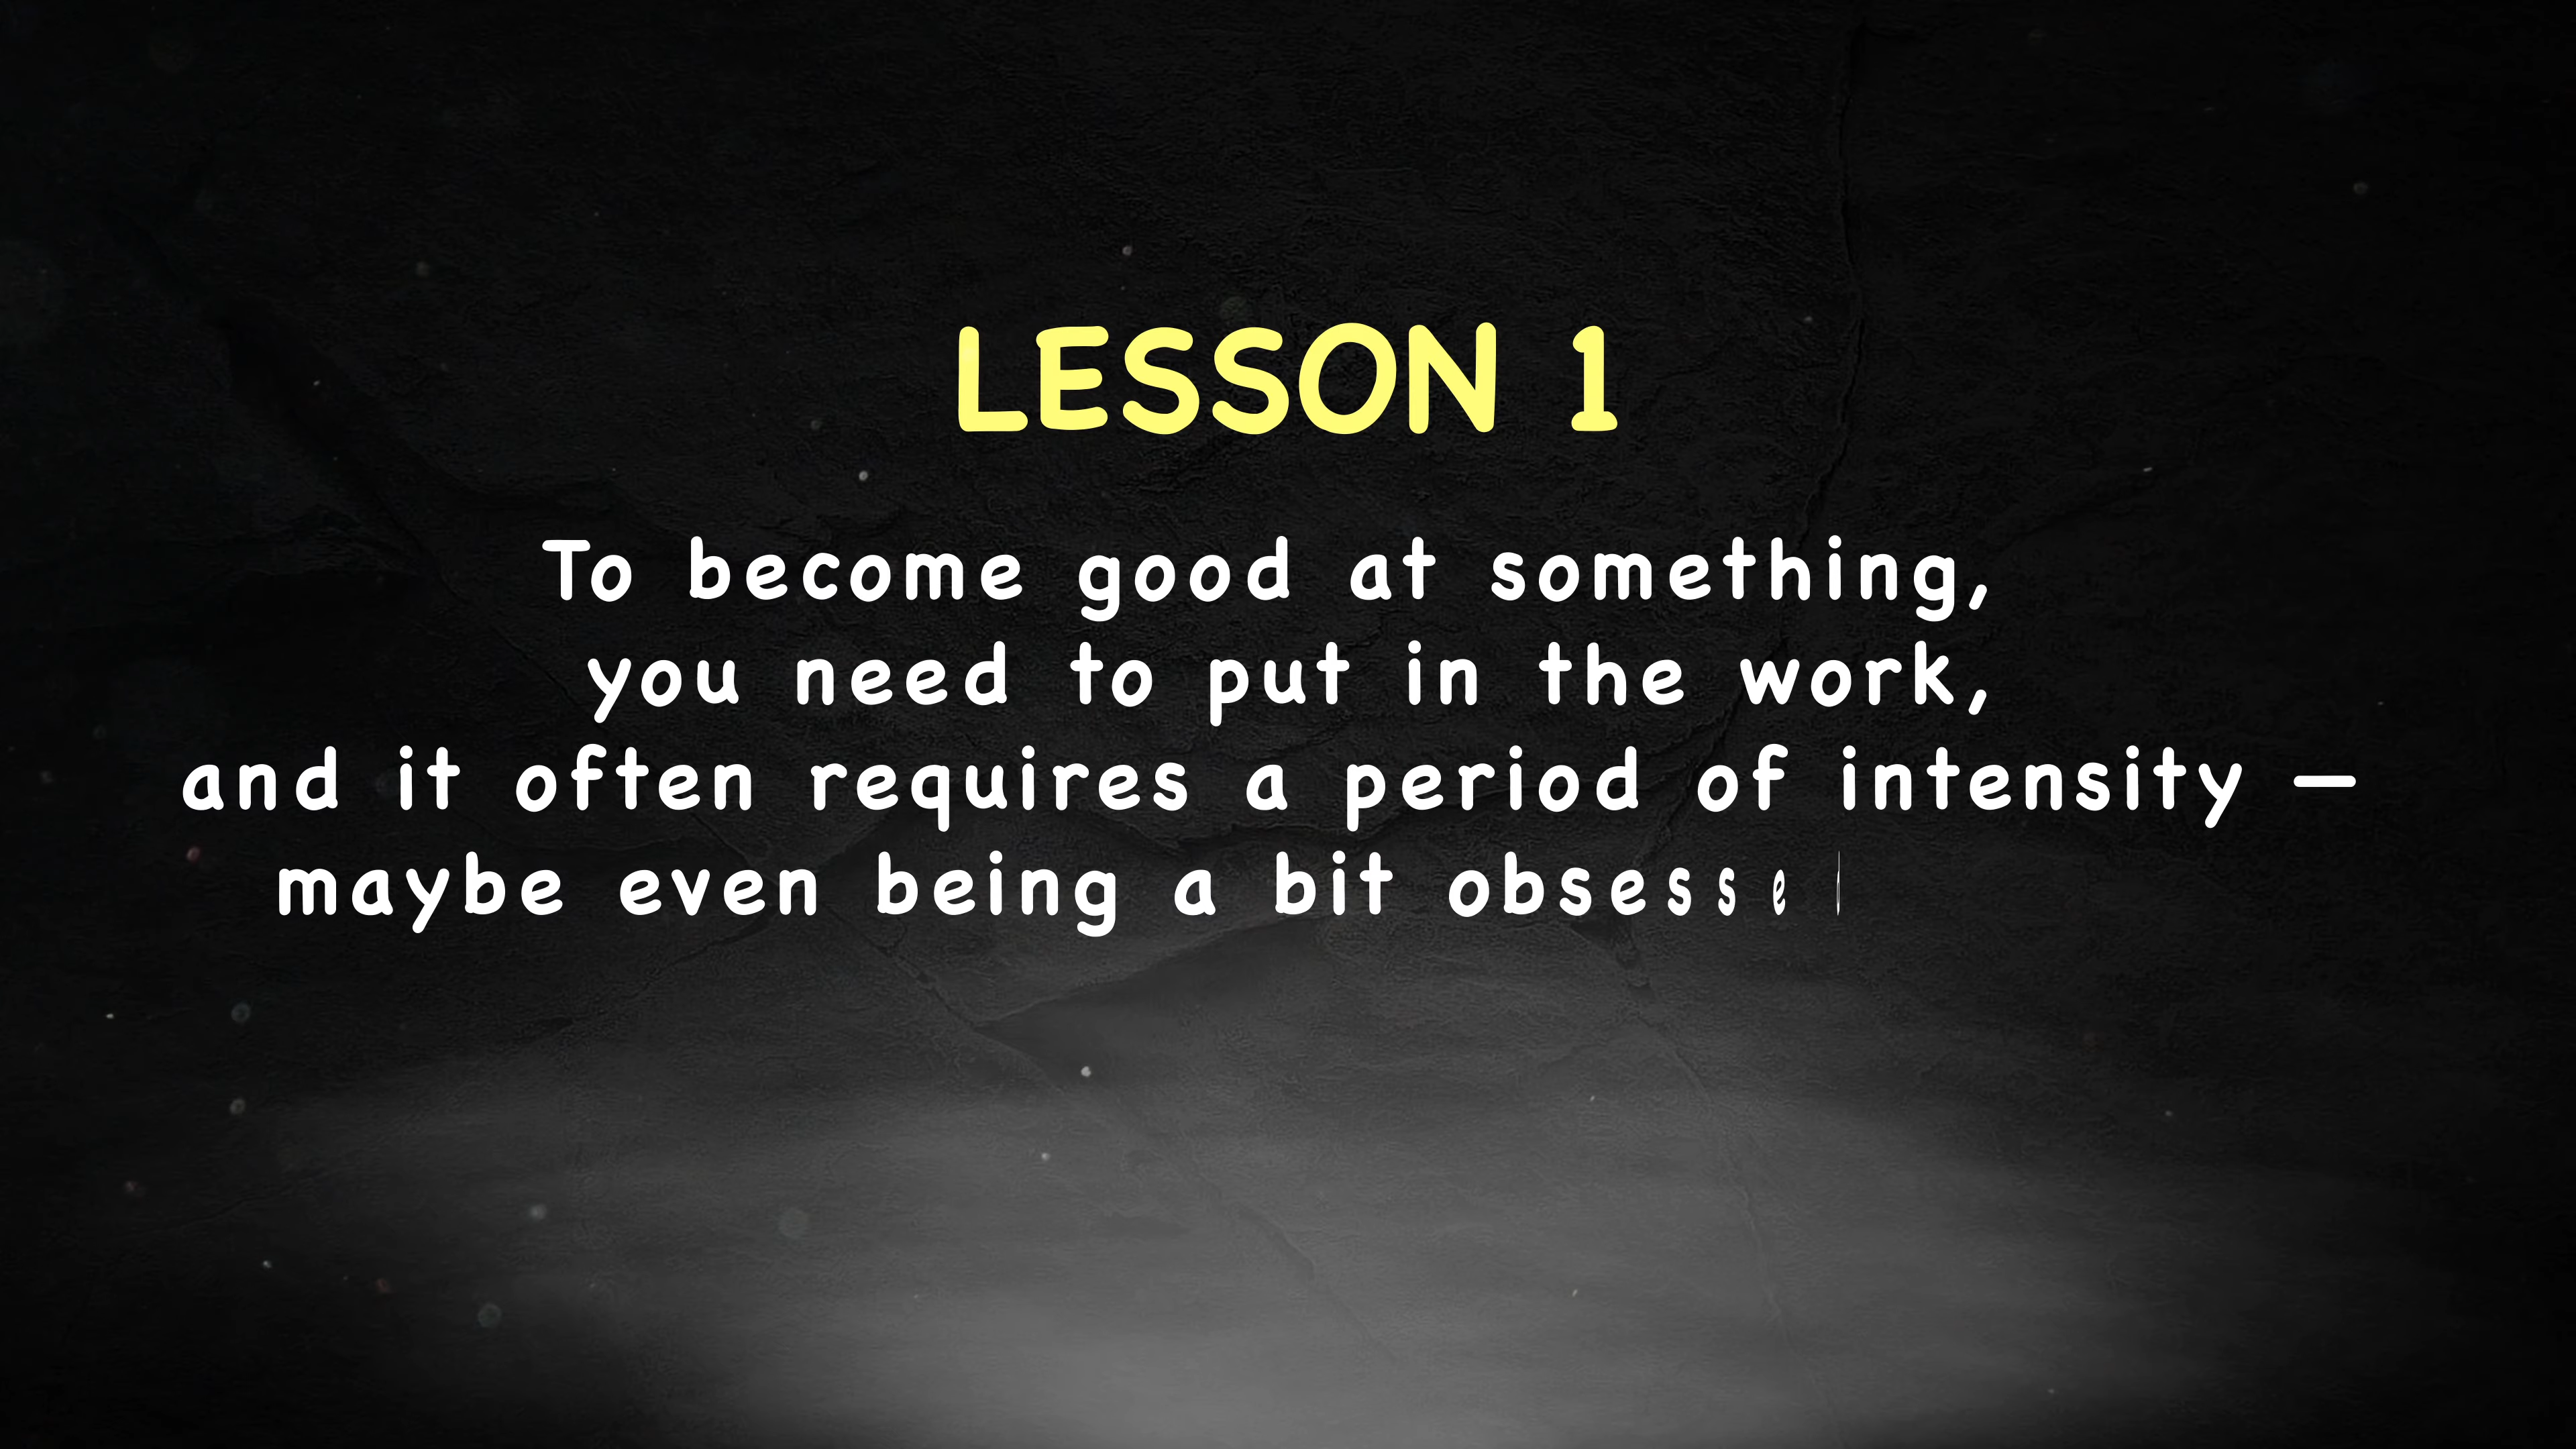 LESSON 1
To become good at something,
you need to put in the work,
and it often requires a period of intensity —
maybe even being a bit obsessed